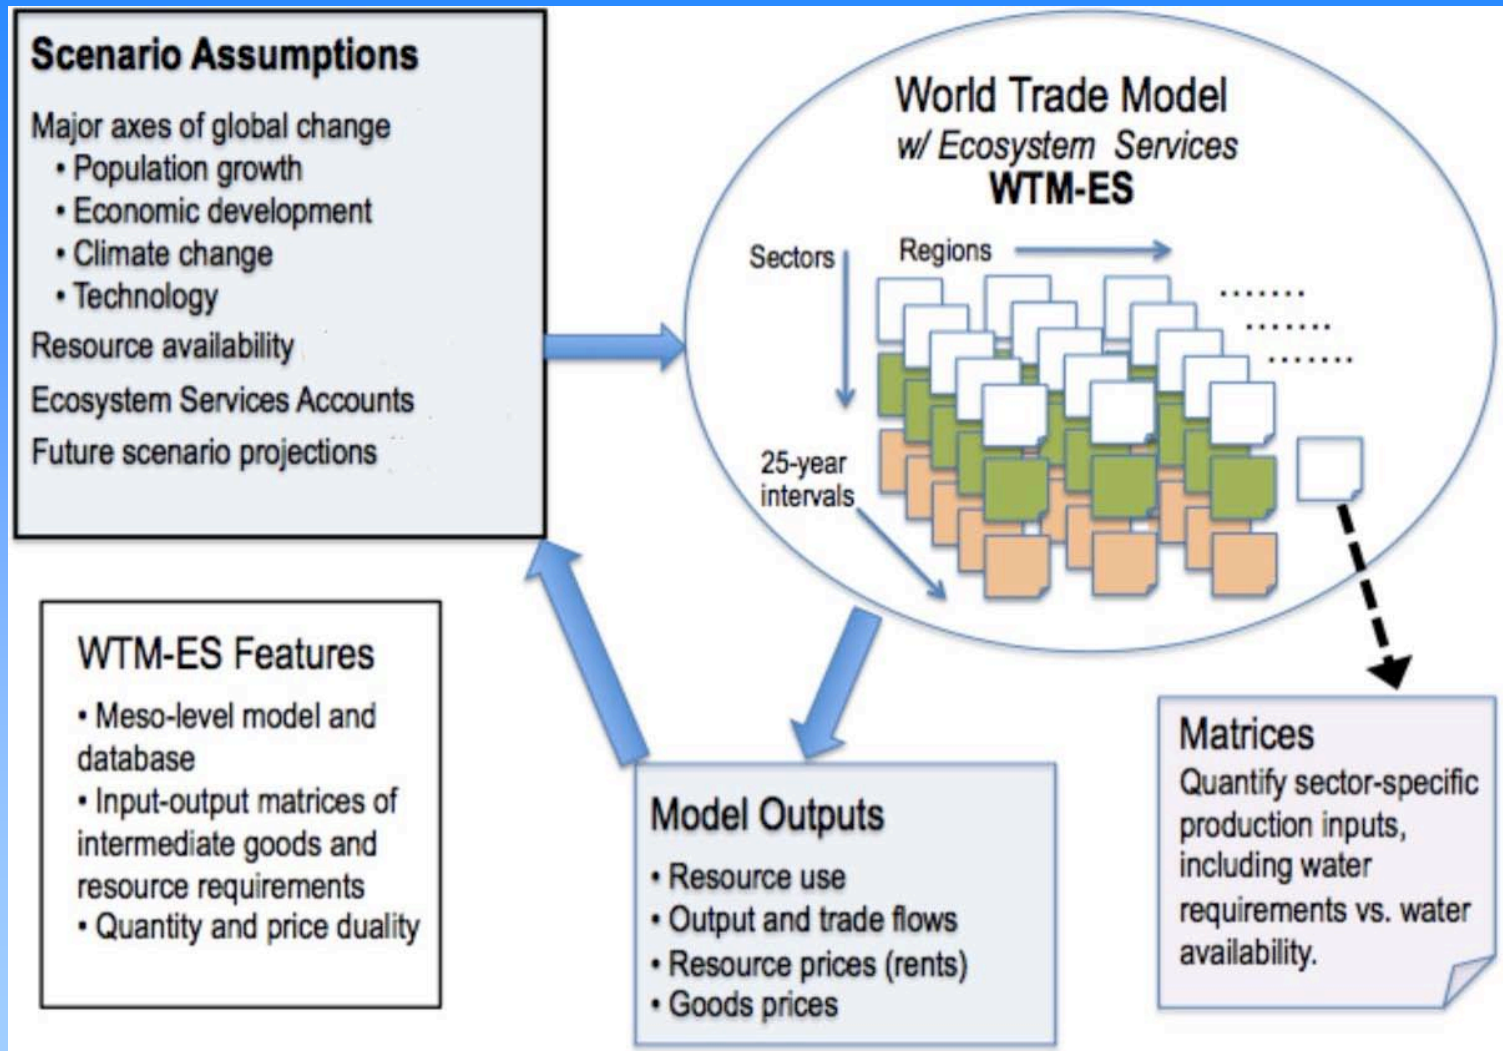 Scenario Assumptions
Major axes of global change
• Population growth
• Economic development
• Climate change
• Technology
Resource availability
Ecosystem Services Accounts
Future scenario projections
World Trade Model
w/ Ecosystem Services
WTM-ES
Sectors
Regions
.......
.......
.......
25-year
intervals
WTM-ES Features
• Meso-level model and
database
• Input-output matrices of
intermediate goods and
resource requirements
• Quantity and price duality
Model Outputs
• Resource use
• Output and trade flows
• Resource prices (rents)
• Goods prices
Matrices
Quantify sector-specific
production inputs,
including water
requirements vs. water
availability.